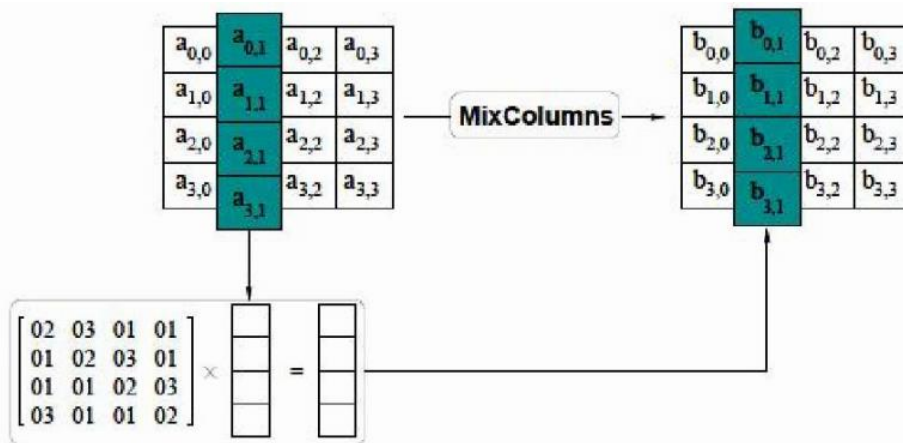 a0,0 a0,1 a0,2 a0,3
a1,0 a1,1 a1,2 a1,3
a2,0 a2,1 a2,2 a2,3
a3,0 a3,1 a3,2 a3,3
MixColumns
b0,0 b0,1 b0,2 b0,3
b1,0 b1,1 b1,2 b1,3
b2,0 b2,1 b2,2 b2,3
b3,0 b3,1 b3,2 b3,3
02 03 01 01
01 02 03 01 × =
01 01 02 03
03 01 01 02